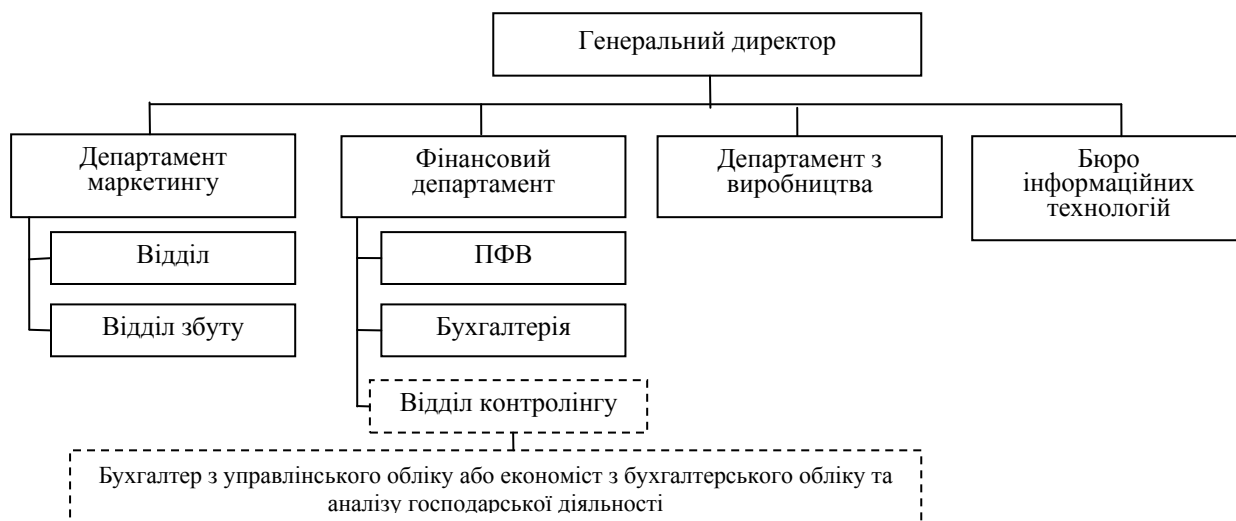 Генеральний директор
Департамент
маркетингу
Фінансовий
департамент
Департамент з
виробництва
Бюро
інформаційних
технологій
Відділ
ПФВ
Відділ збуту
Бухгалтерія
Відділ контролінгу
Бухгалтер з управлінського обліку або економіст з бухгалтерського обліку та
аналізу господарської діяльності